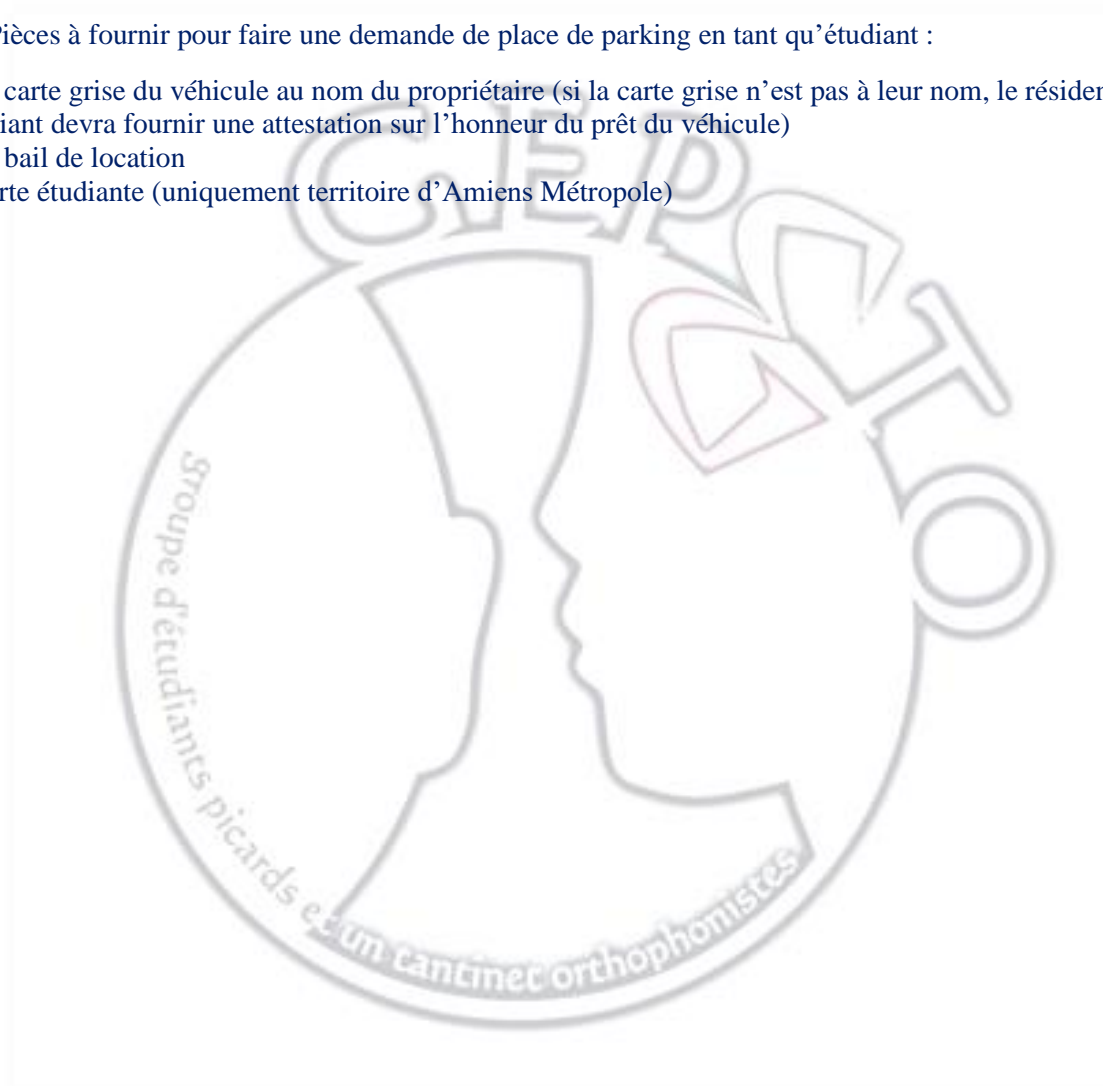 ièces à fournir pour faire une demande de place de parking en tant qu’étudiant :
carte grise du véhicule au nom du propriétaire (si la carte grise n’est pas à leur nom, le résiden
iant devra fournir une attestation sur l’honneur du prêt du véhicule)
bail de location
rte étudiante (uniquement territoire d’Amiens Métropole)
GEPETO
groupe d'étudiants picards et un tantinet orthophonistes